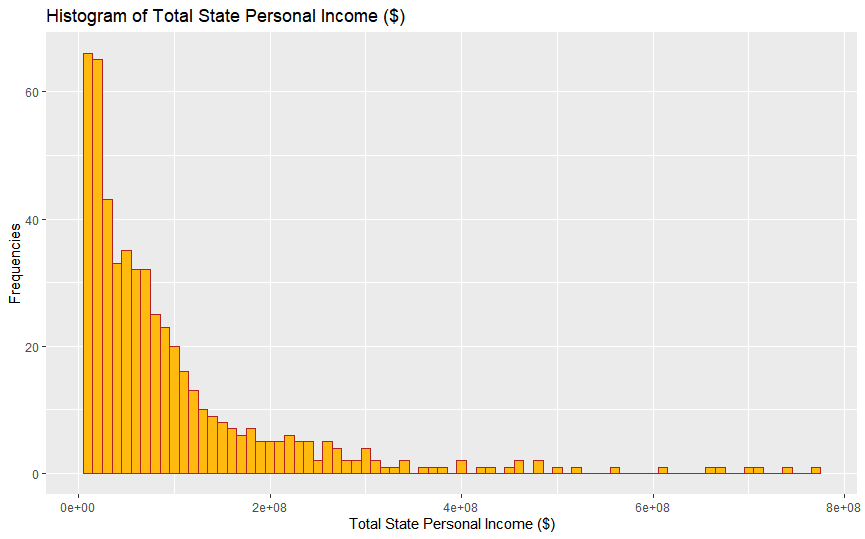 Histogram of Total State Personal Income ($)
60
40
20
0
Frequencies
0e+00 2e+08 4e+08 6e+08 8e+08
Total State Personal Income ($)